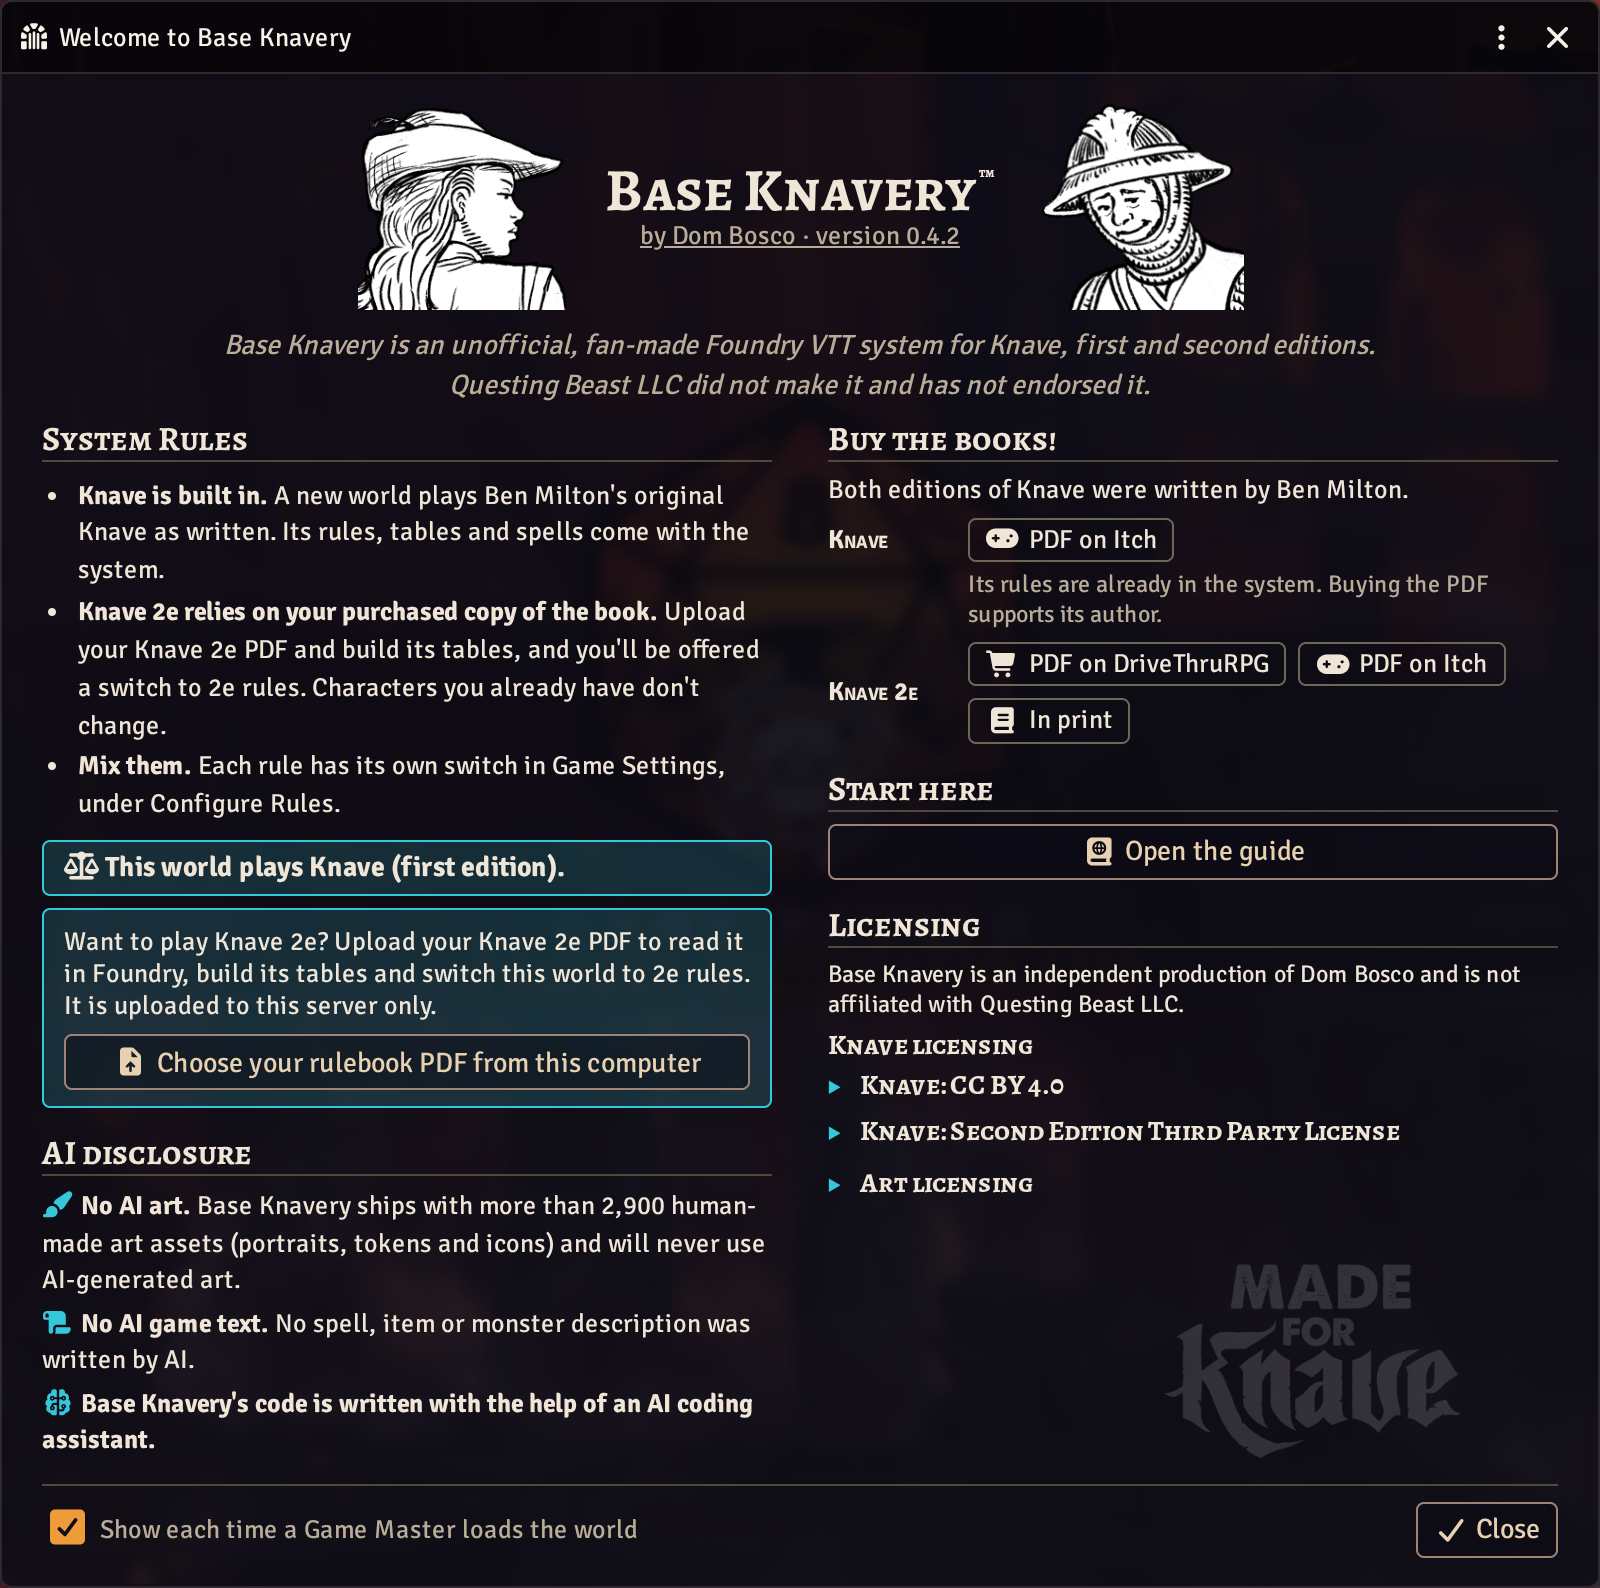 Welcome to Base Knavery
BASE KNAVERY™
by Dom Bosco · version 0.4.2
Base Knavery is an unofficial, fan-made Foundry VTT system for Knave, first and second editions.
Questing Beast LLC did not make it and has not endorsed it.
SYSTEM RULES
• Knave is built in. A new world plays Ben Milton's original
Knave as written. Its rules, tables and spells come with the
system.
• Knave 2e relies on your purchased copy of the book. Upload
your Knave 2e PDF and build its tables, and you'll be offered
a switch to 2e rules. Characters you already have don't
change.
• Mix them. Each rule has its own switch in Game Settings,
under Configure Rules.
This world plays Knave (first edition).
Want to play Knave 2e? Upload your Knave 2e PDF to read it
in Foundry, build its tables and switch this world to 2e rules.
It is uploaded to this server only.
Choose your rulebook PDF from this computer
AI DISCLOSURE
No AI art. Base Knavery ships with more than 2,900 human-
made art assets (portraits, tokens and icons) and will never use
AI-generated art.
No AI game text. No spell, item or monster description was
written by AI.
Base Knavery's code is written with the help of an AI coding
assistant.
BUY THE BOOKS!
Both editions of Knave were written by Ben Milton.
KNAVE
PDF on Itch
Its rules are already in the system. Buying the PDF
supports its author.
KNAVE 2E
PDF on DriveThruRPG
PDF on Itch
In print
START HERE
Open the guide
LICENSING
Base Knavery is an independent production of Dom Bosco and is not
affiliated with Questing Beast LLC.
KNAVE LICENSING
KNAVE: CC BY 4.0
KNAVE: SECOND EDITION THIRD PARTY LICENSE
ART LICENSING
MADE
FOR
Knave
Show each time a Game Master loads the world
Close